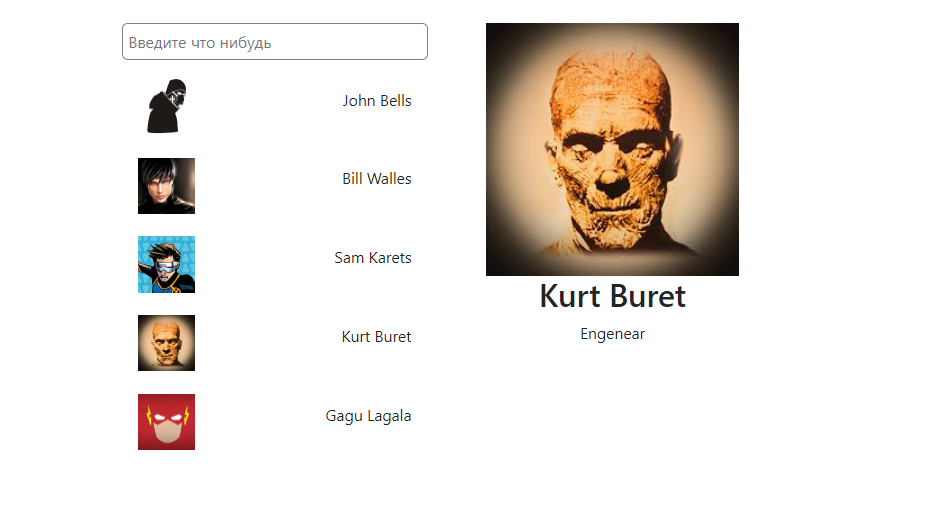 Введите что нибудь
John Bells
Bill Walles
Sam Karets
Kurt Buret
Gagu Lagala
Kurt Buret
Engenear